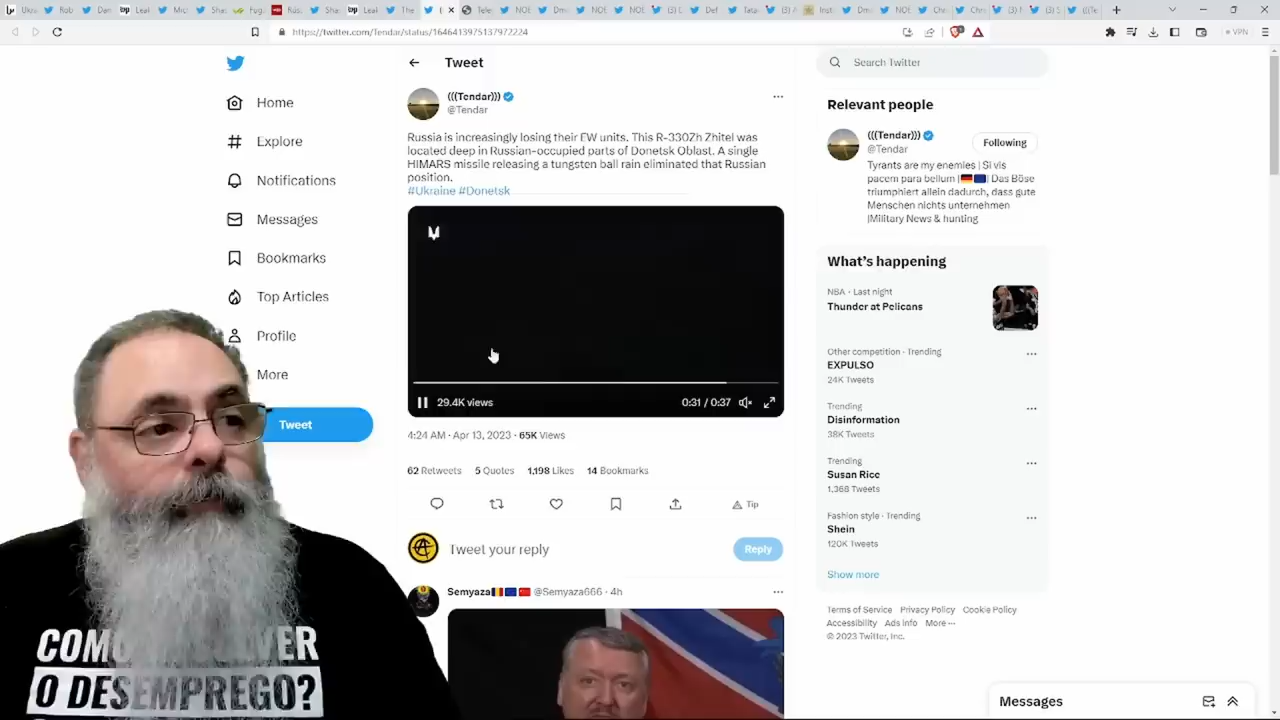 https://twitter.com/Tendar/status/1646413975137972224
Home
Explore
Notifications
Messages
Bookmarks
Top Articles
Profile
More
Tweet
Tweet
(((Tendar)))
@Tendar
Russia is increasingly losing their EW units. This R-330Zh Zhitel was
located deep in Russian-occupied parts of Donetsk Oblast. A single
HIMARS missile releasing a tungsten ball rain eliminated that Russian
position.
#Ukraine #Donetsk
29.4K views
0:31 / 0:37
4:24 AM · Apr 13, 2023 · 65K Views
62 Retweets 5 Quotes 1,198 Likes 14 Bookmarks
Tip
Tweet your reply
Reply
Semyaza @Semyaza666 · 4h
Search Twitter
Relevant people
(((Tendar)))
@Tendar
Following
Tyrants are my enemies | Si vis
pacem para bellum | Das Böse
triumphiert allein dadurch, dass gute
Menschen nichts unternehmen
|Military News & hunting
What's happening
NBA · Last night
Thunder at Pelicans
Other competition · Trending
EXPULSO
24K Tweets
Trending
Disinformation
38K Tweets
Trending
Susan Rice
1,368 Tweets
Fashion style · Trending
Shein
120K Tweets
Show more
Terms of Service Privacy Policy Cookie Policy
Accessibility Ads info More ···
© 2023 Twitter, Inc.
Messages
VPN
O DESEMPREGO?